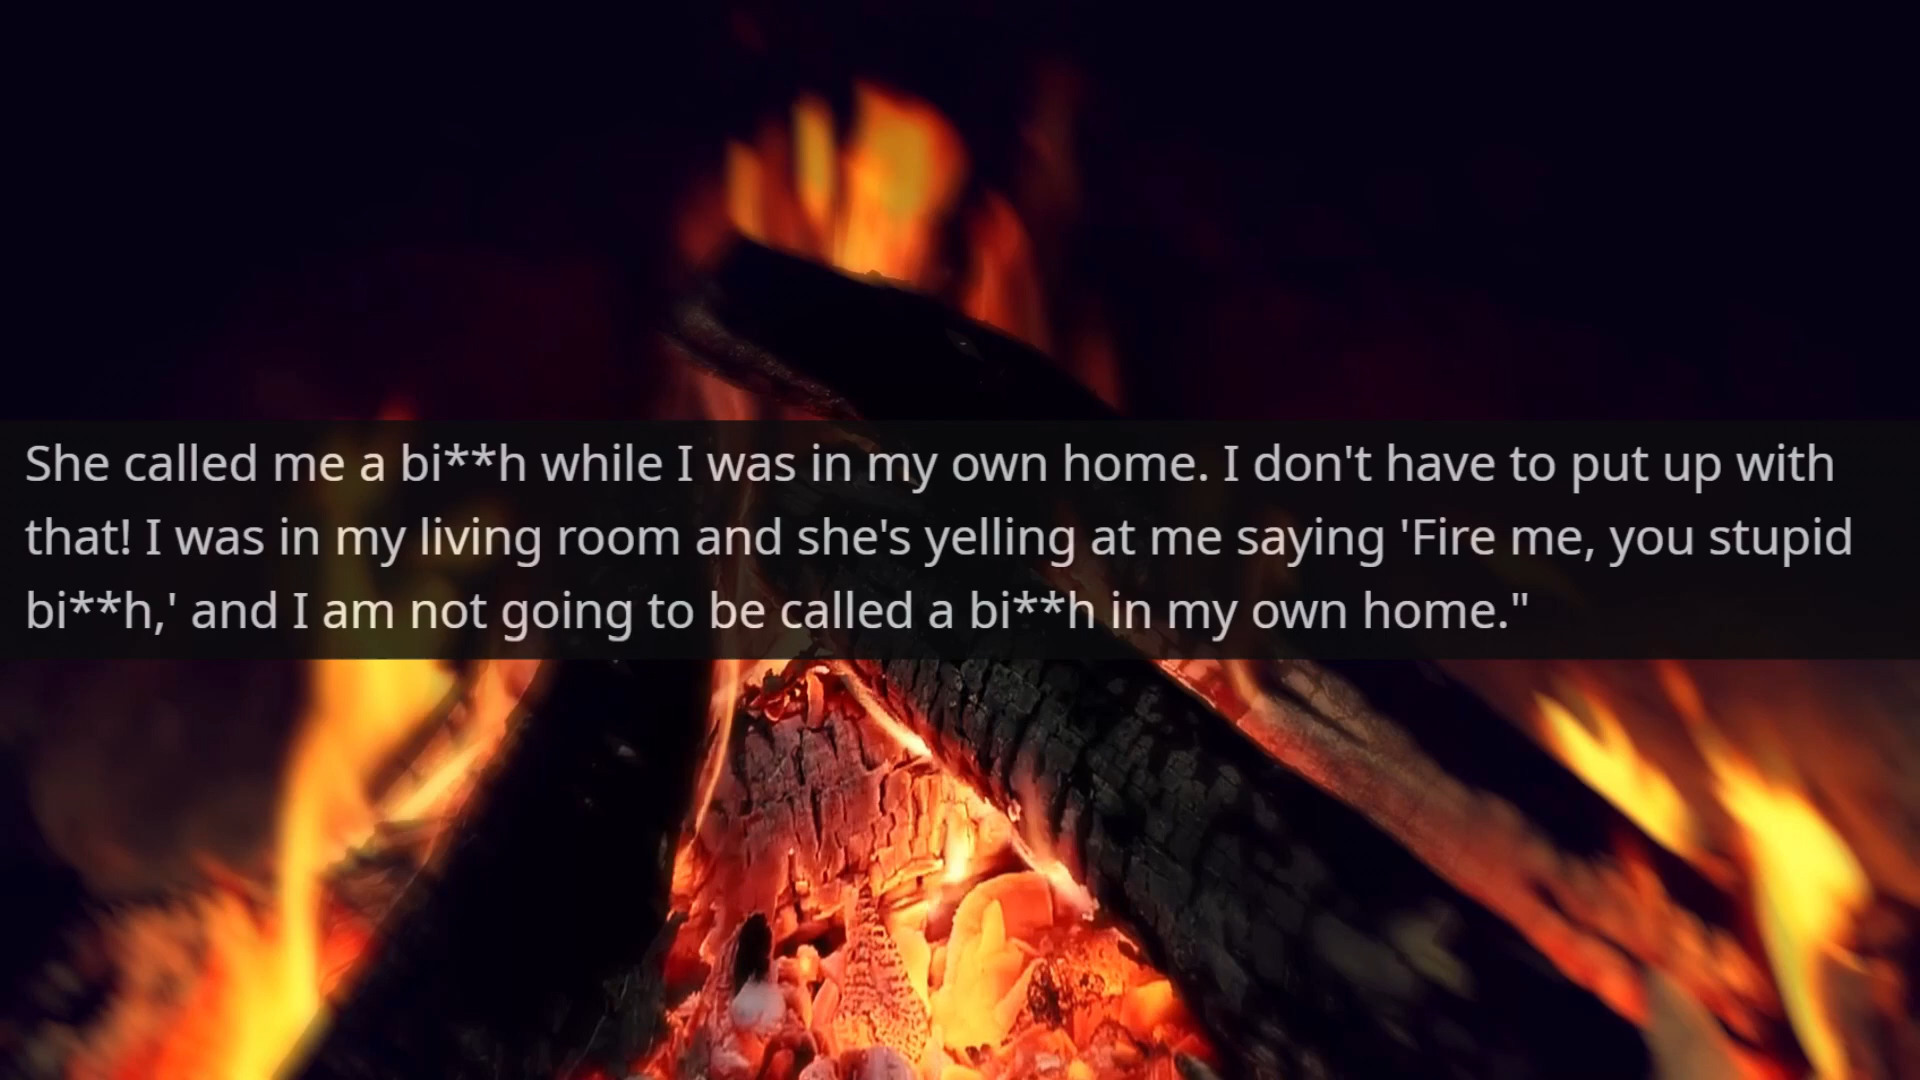 She called me a bi**h while I was in my own home. I don't have to put up with
that! I was in my living room and she's yelling at me saying 'Fire me, you stupid
bi**h,' and I am not going to be called a bi**h in my own home."